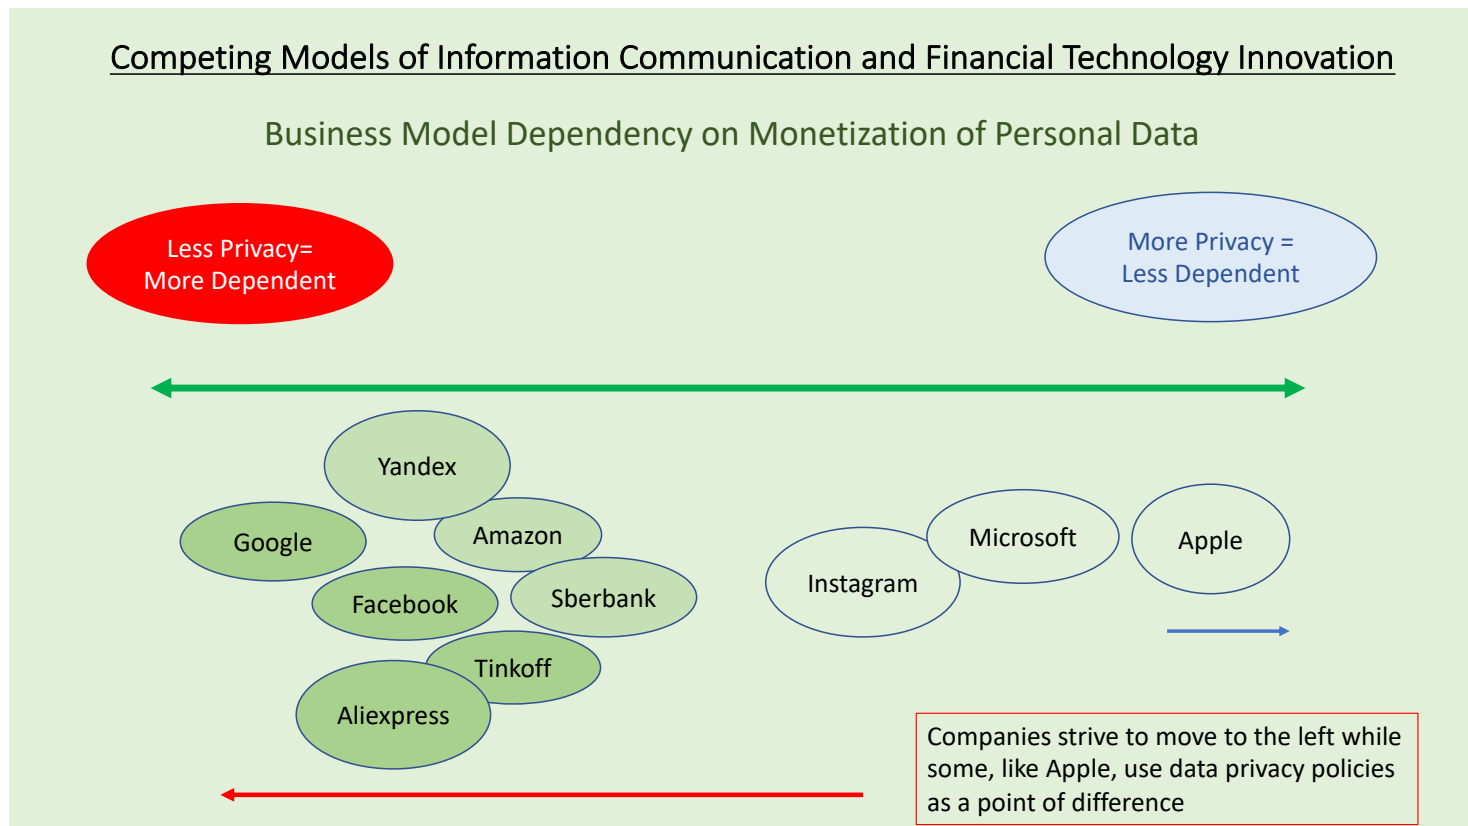 Competing Models of Information Communication and Financial Technology Innovation
Business Model Dependency on Monetization of Personal Data
Less Privacy=
More Dependent
More Privacy =
Less Dependent
Yandex
Google
Amazon
Facebook
Sberbank
Tinkoff
Aliexpress
Instagram
Microsoft
Apple
Companies strive to move to the left while
some, like Apple, use data privacy policies
as a point of difference